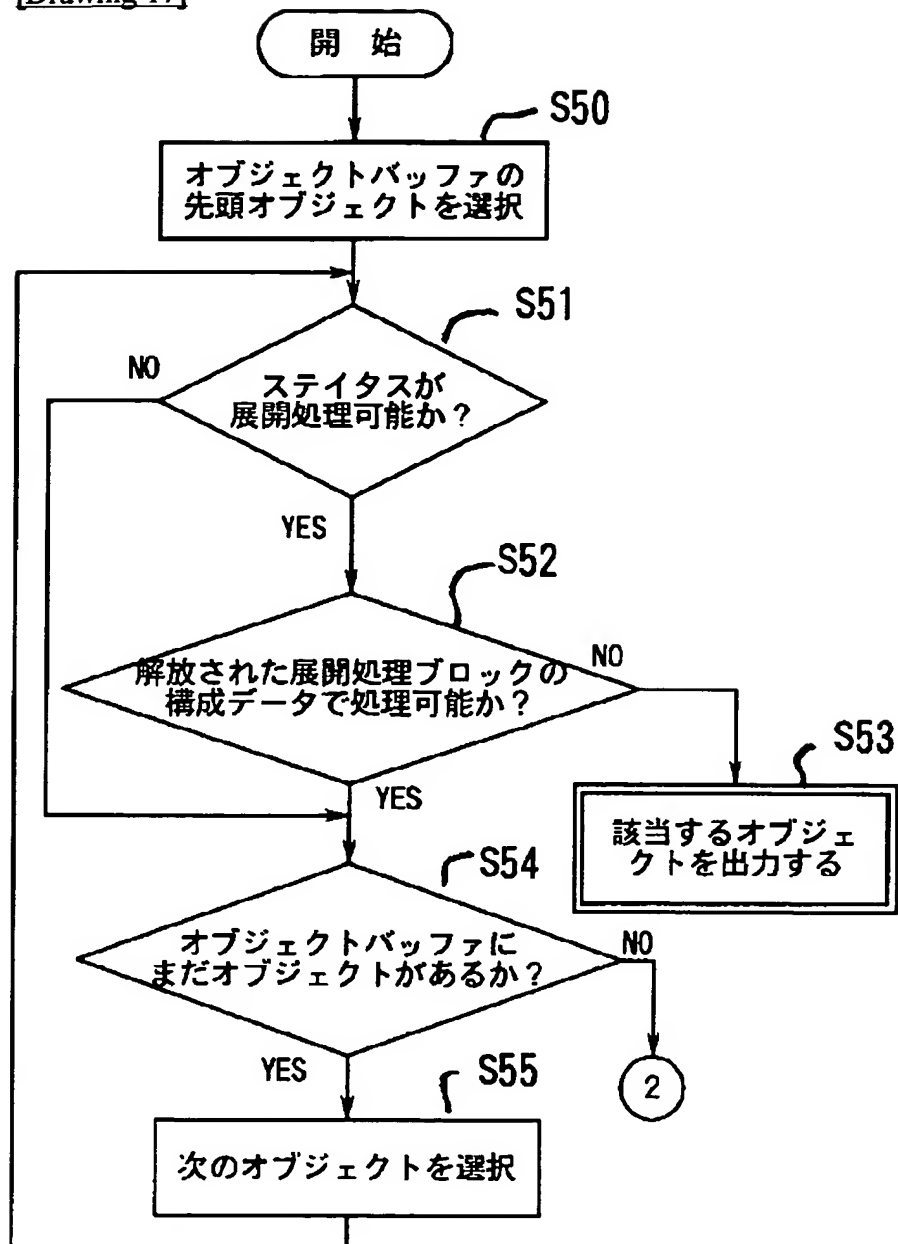 [Drawing 17]
開 始
S50
オブジェクトバッファの
先頭オブジェクトを選択
S51
NO
ステイタスが
展開処理可能か？
YES
S52
NO
解放された展開処理ブロックの
構成データで処理可能か？
YES
S53
該当するオブジェ
クトを出力する
S54
オブジェクトバッファに
まだオブジェクトがあるか？
NO
YES
2
S55
次のオブジェクトを選択